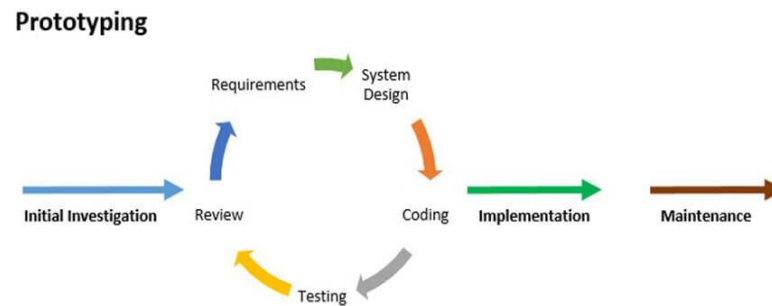 Prototyping
Requirements
System
Design
Initial Investigation
Review
Coding
Implementation
Maintenance
Testing